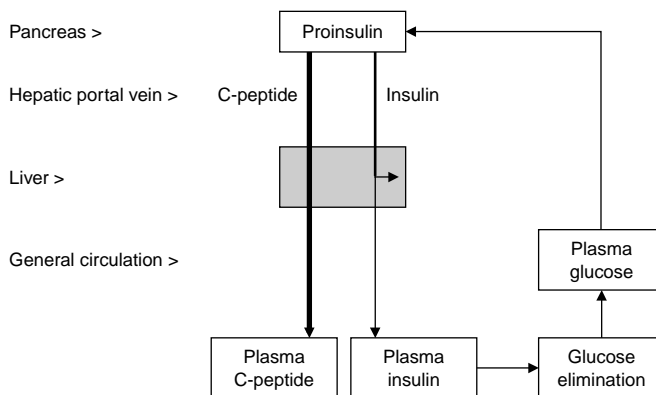 Pancreas >
Proinsulin
Hepatic portal vein >
C-peptide
Insulin
Liver >
General circulation >
Plasma
glucose
Plasma
C-peptide
Plasma
insulin
Glucose
elimination